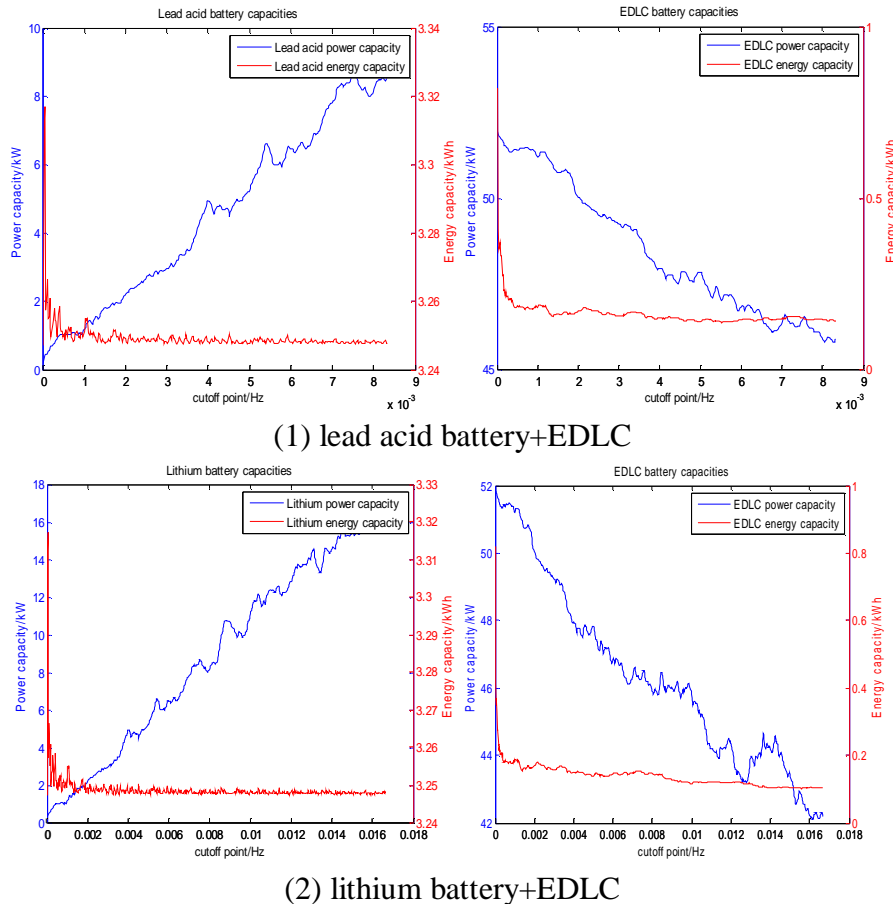 Lead acid battery capacities
10
8
6
4
2
0
Power capacity/kW
Lead acid power capacity
Lead acid energy capacity
3.34
3.32
3.3
3.28
3.26
3.24
Energy capacity/kWh
0 1 2 3 4 5 6 7 8 9
cutoff point/Hz
x 10^-3
EDLC battery capacities
55
50
45
Power capacity/kW
EDLC power capacity
EDLC energy capacity
1
0.5
0
Energy capacity/kWh
0 1 2 3 4 5 6 7 8 9
cutoff point/Hz
x 10^-3
(1) lead acid battery+EDLC
Lithium battery capacities
18
16
14
12
10
8
6
4
2
0
Power capacity/kW
Lithium power capacity
Lithium energy capacity
3.33
3.32
3.31
3.3
3.29
3.28
3.27
3.26
3.25
3.24
Energy capacity/kWh
0 0.002 0.004 0.006 0.008 0.01 0.012 0.014 0.016 0.018
cutoff point/Hz
EDLC battery capacities
52
51
50
48
46
44
43
42
Power capacity/kW
EDLC power capacity
EDLC energy capacity
1
0.8
0.6
0.4
0.2
0
Energy capacity/kWh
0 0.002 0.004 0.006 0.008 0.01 0.012 0.014 0.016 0.018
cutoff point/Hz
(2) lithium battery+EDLC